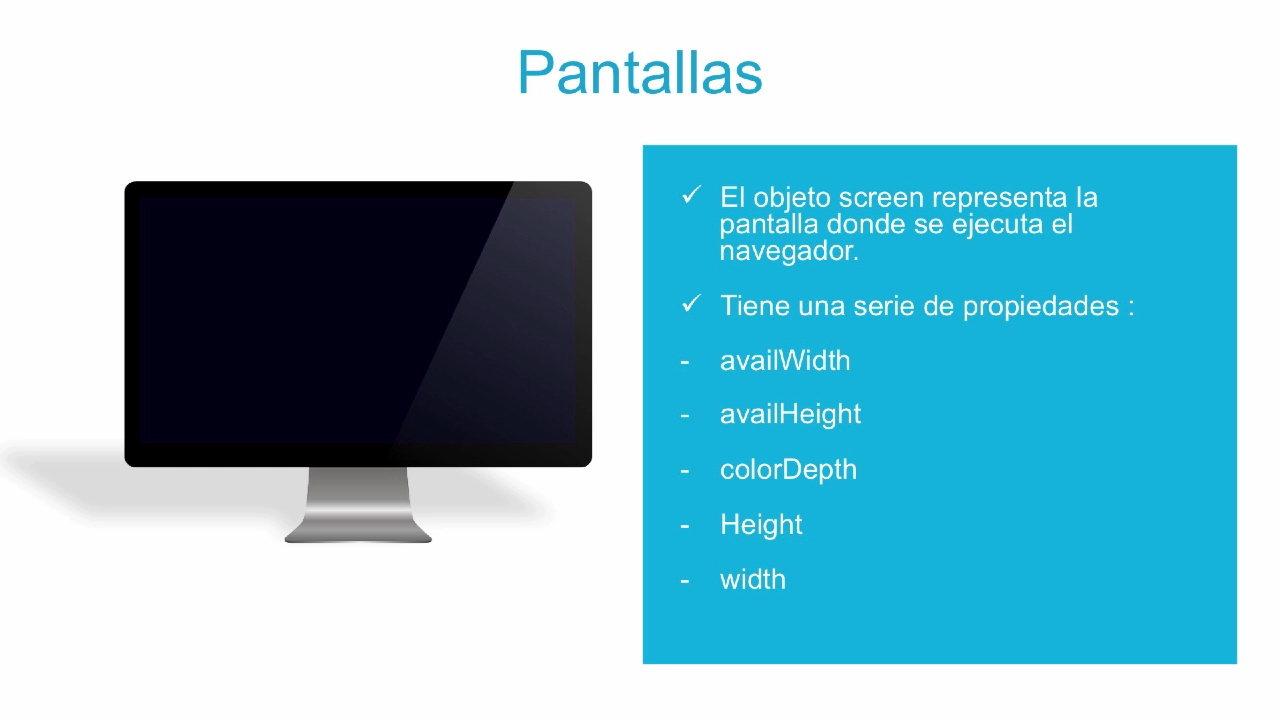 Pantallas
✓ El objeto screen representa la
pantalla donde se ejecuta el
navegador.
✓ Tiene una serie de propiedades :
- availWidth
- availHeight
- colorDepth
- Height
- width